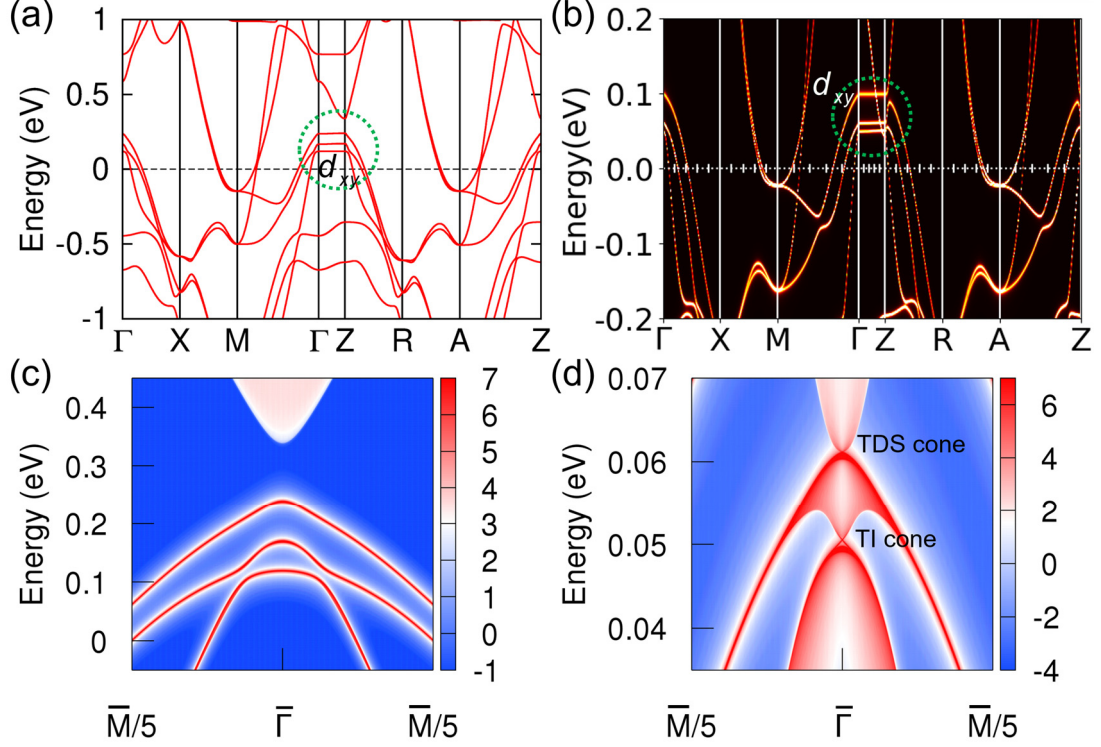 (a)
Energy (eV)
1
0.5
0
-0.5
-1
d xy
Γ X M Γ Z R A Z
(b)
Energy(eV)
0.2
0.1
0.0
-0.1
-0.2
d xy
Γ X M Γ Z R A Z
(c)
Energy (eV)
0.4
0.3
0.2
0.1
0
7
6
5
4
3
2
1
0
-1
M̅/5 Γ̅ M̅/5
(d)
Energy (eV)
0.07
0.06
0.05
0.04
TDS cone
TI cone
6
4
2
0
-2
-4
M̅/5 Γ̅ M̅/5